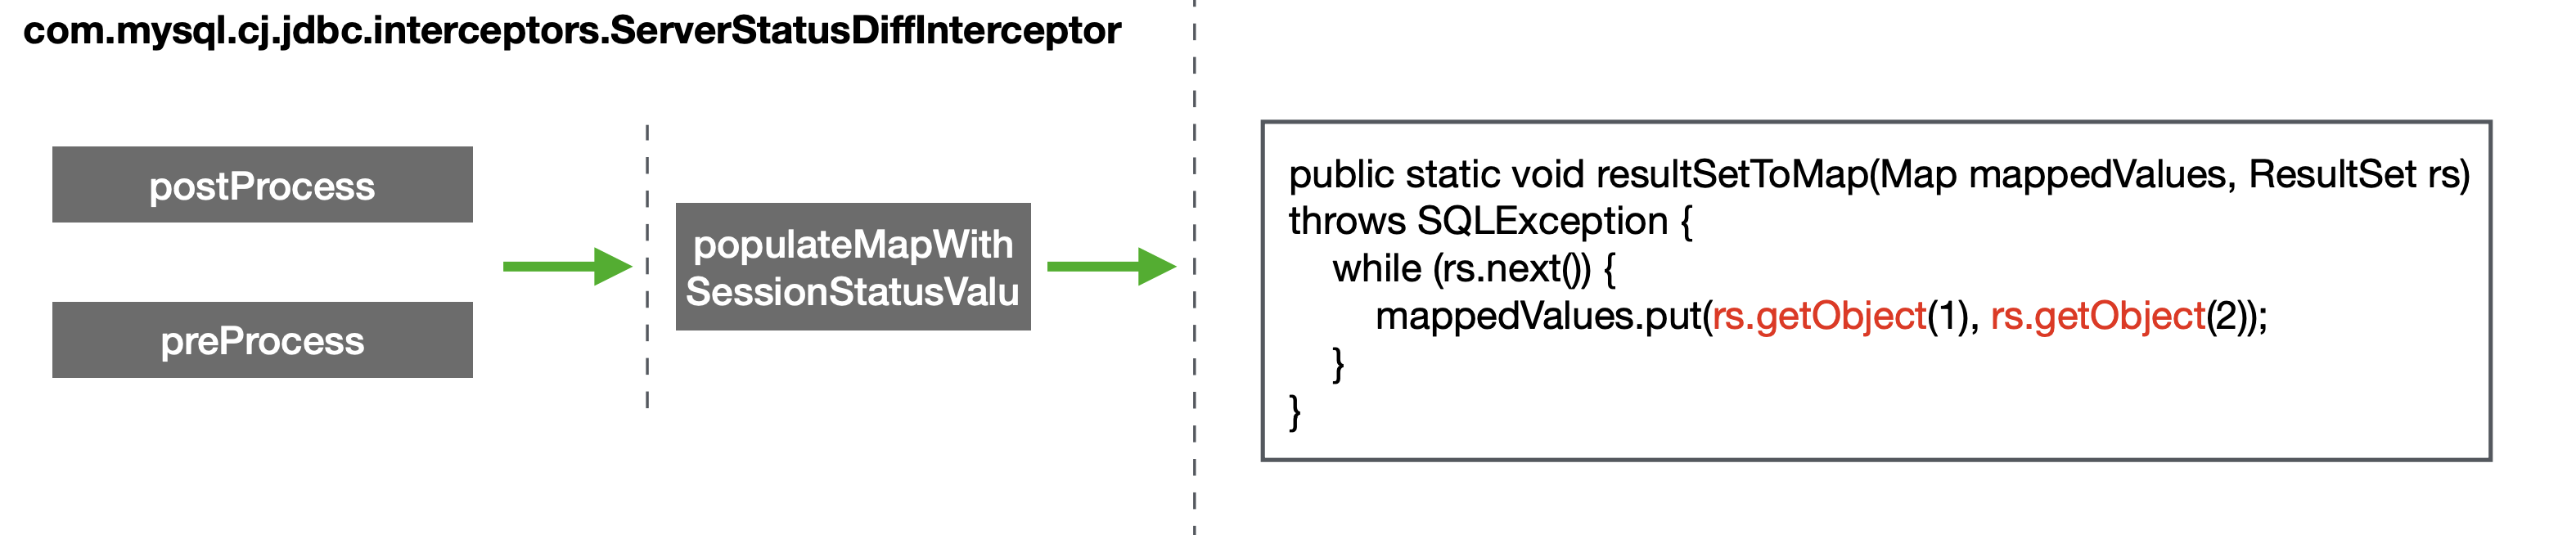 com.mysql.cj.jdbc.interceptors.ServerStatusDiffInterceptor
postProcess
preProcess
populateMapWith
SessionStatusValu
public static void resultSetToMap(Map mappedValues, ResultSet rs)
throws SQLException {
while (rs.next()) {
mappedValues.put(rs.getObject(1), rs.getObject(2));
}
}